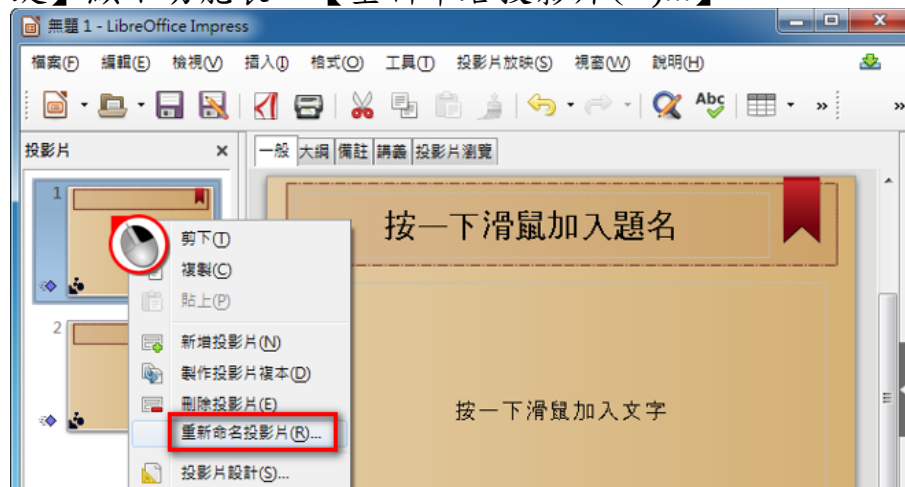 無題 1 - LibreOffice Impress
檔案(F) 編輯(E) 檢視(V) 插入(I) 格式(O) 工具(T) 投影片放映(S) 視窗(W) 說明(H)
Abc
投影片
一般 大綱 備註 講義 投影片瀏覽
1
按一下滑鼠加入題名
剪下(T)
複製(C)
貼上(P)
2
新增投影片(N)
製作投影片複本(D)
刪除投影片(E)
按一下滑鼠加入文字
重新命名投影片(R)...
投影片設計(S)...